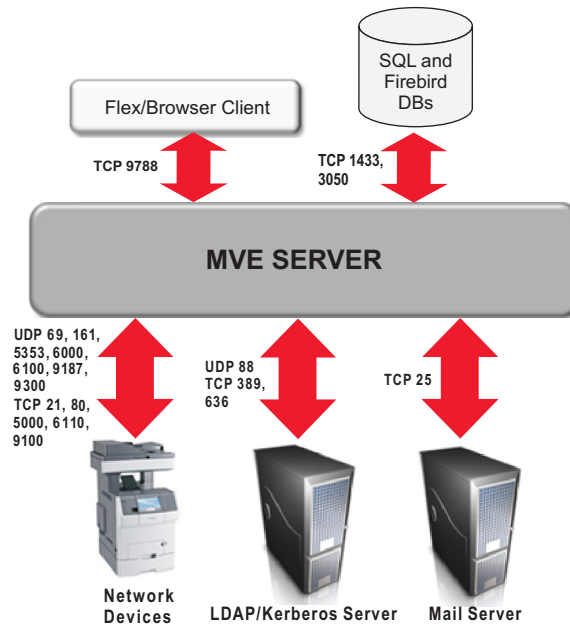 SQL and
Firebird
DBs
Flex/Browser Client
TCP 9788
TCP 1433,
3050
MVE SERVER
UDP 69, 161,
5353, 6000,
6100, 9187,
9300
TCP 21, 80,
5000, 6110,
9100
UDP 88
TCP 389,
636
TCP 25
Network
Devices
LDAP/Kerberos Server
Mail Server